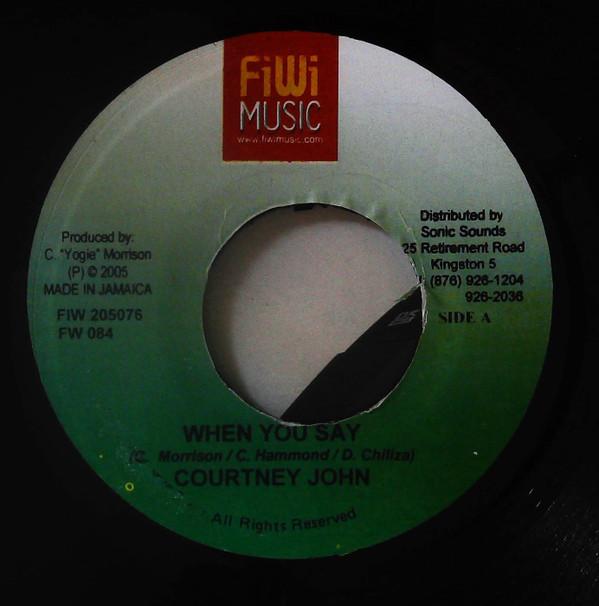 FiWi
MUSIC
www.fiwimusic.com
Produced by:
C. "Yogie" Morrison
(P) © 2005
MADE IN JAMAICA
FIW 205076
FW 084
Distributed by
Sonic Sounds
25 Retirement Road
Kingston 5
(876) 926-1204
926-2036
SIDE A
WHEN YOU SAY
(C. Morrison / C. Hammond / D. Chiliza)
COURTNEY JOHN
All Rights Reserved